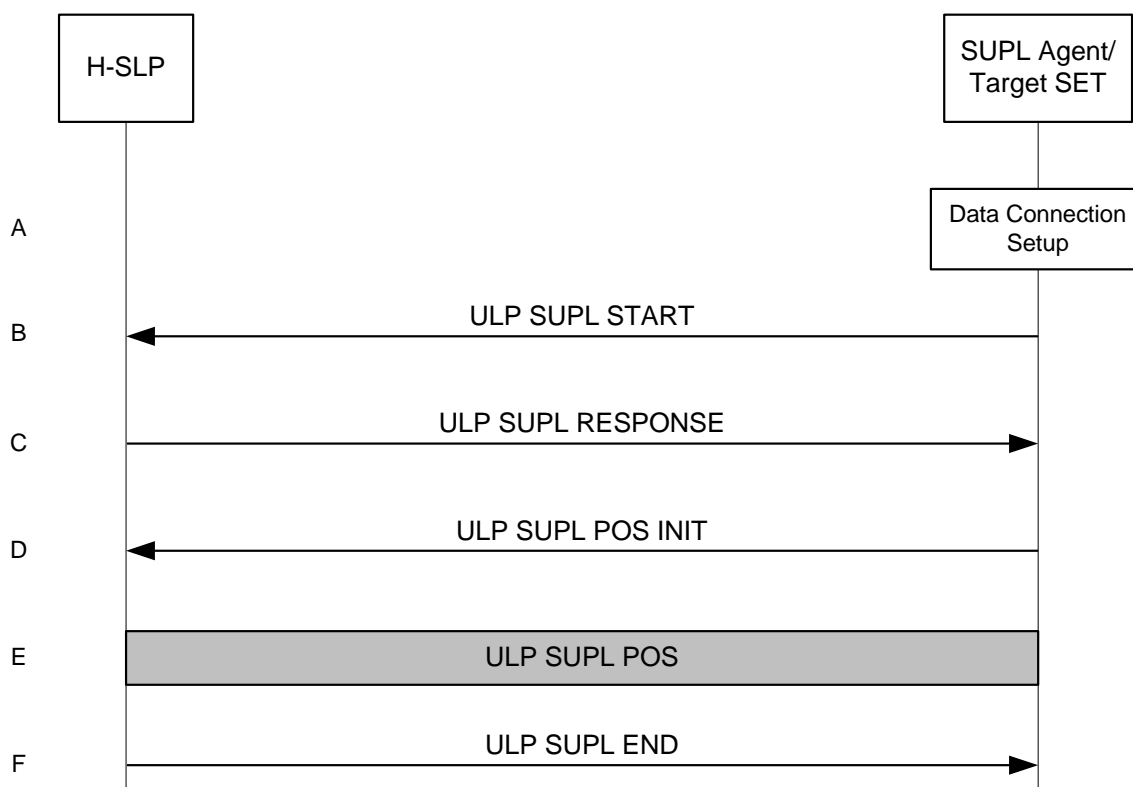 H-SLP
SUPL Agent/
Target SET
A
Data Connection
Setup
B
ULP SUPL START
C
ULP SUPL RESPONSE
D
ULP SUPL POS INIT
E
ULP SUPL POS
F
ULP SUPL END